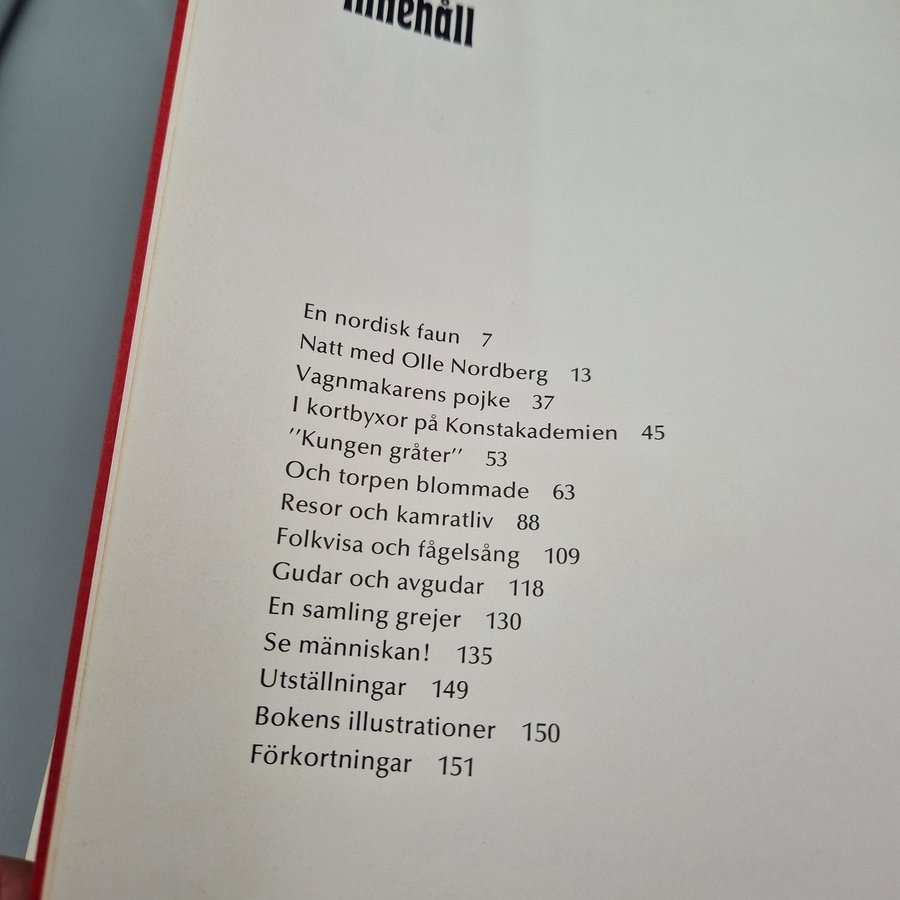 Innehåll
En nordisk faun 7
Natt med Olle Nordberg 13
Vagnmakarens pojke 37
I kortbyxor på Konstakademien 45
"Kungen gråter" 53
Och torpen blommade 63
Resor och kamratliv 88
Folkvisa och fågelsång 109
Gudar och avgudar 118
En samling grejer 130
Se människan! 135
Utställningar 149
Bokens illustrationer 150
Förkortningar 151